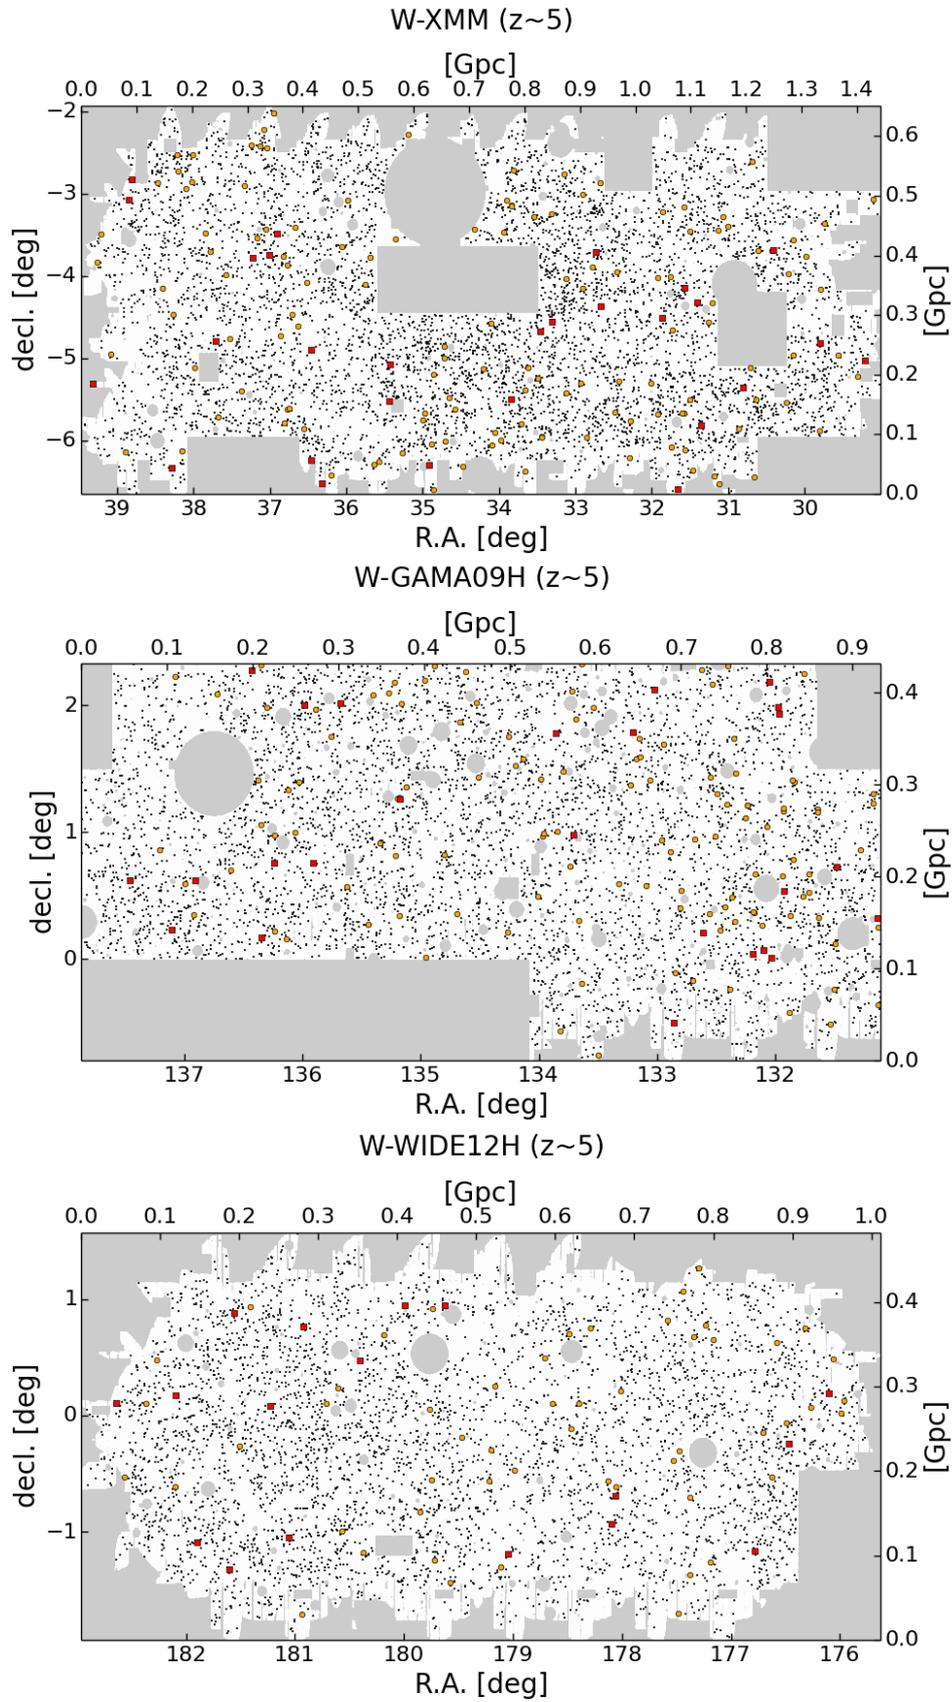 W-XMM (z~5)
[Gpc]
0.0 0.1 0.2 0.3 0.4 0.5 0.6 0.7 0.8 0.9 1.0 1.1 1.2 1.3 1.4
−2
−3
−4
−5
−6
decl. [deg]
0.6
0.5
0.4
0.3
0.2
0.1
0.0
[Gpc]
39 38 37 36 35 34 33 32 31 30
R.A. [deg]
W-GAMA09H (z~5)
[Gpc]
0.0 0.1 0.2 0.3 0.4 0.5 0.6 0.7 0.8 0.9
2
1
0
decl. [deg]
0.4
0.3
0.2
0.1
0.0
[Gpc]
137 136 135 134 133 132
R.A. [deg]
W-WIDE12H (z~5)
[Gpc]
0.0 0.1 0.2 0.3 0.4 0.5 0.6 0.7 0.8 0.9 1.0
1
0
−1
decl. [deg]
0.4
0.3
0.2
0.1
0.0
[Gpc]
182 181 180 179 178 177 176
R.A. [deg]